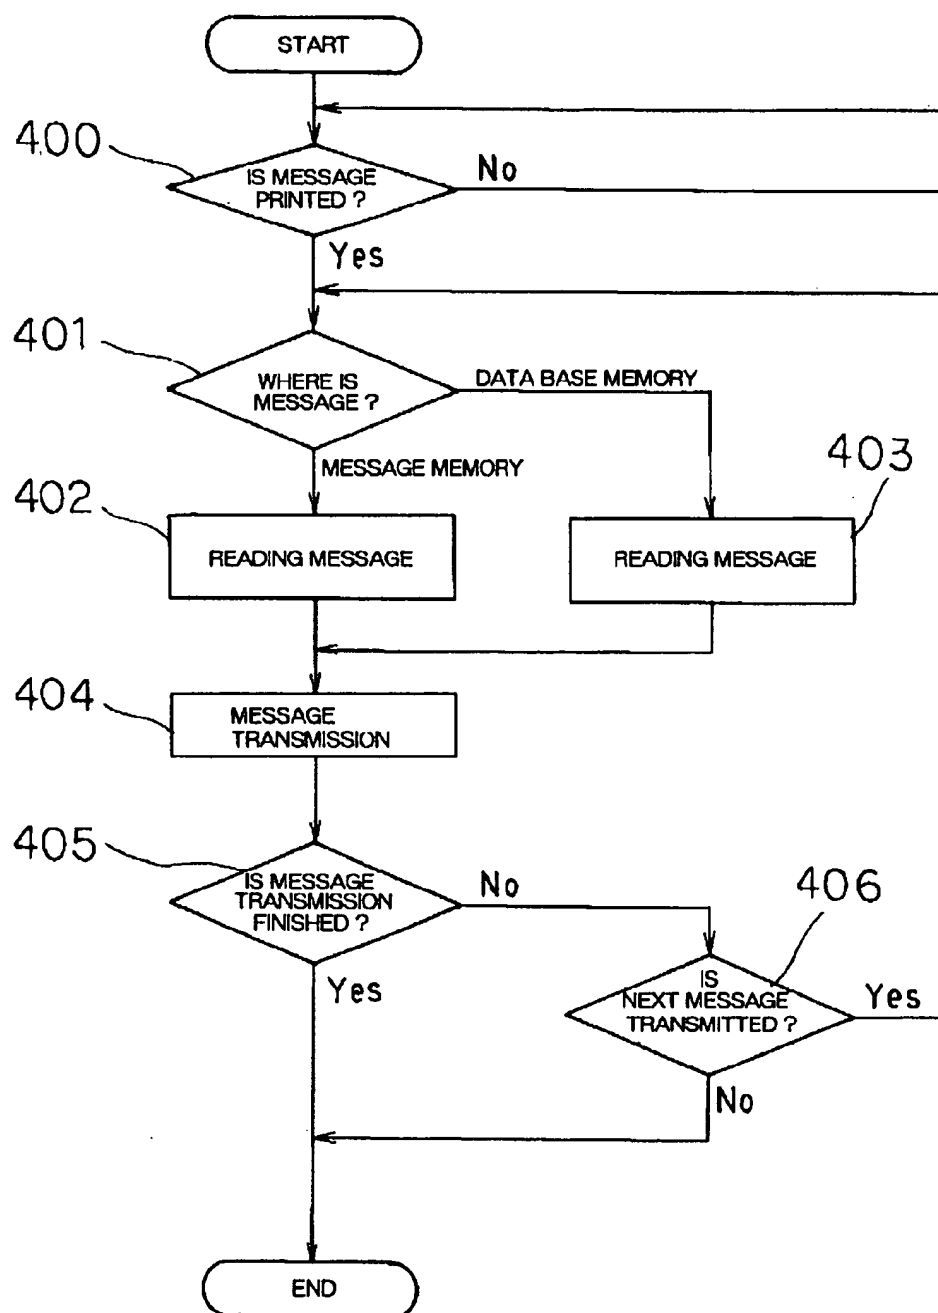 START
400
IS MESSAGE
PRINTED ?
No
Yes
401
WHERE IS
MESSAGE ?
DATA BASE MEMORY
MESSAGE MEMORY
403
402
READING MESSAGE
READING MESSAGE
404
MESSAGE
TRANSMISSION
405
IS MESSAGE
TRANSMISSION
FINISHED ?
No
406
Yes
IS
NEXT MESSAGE
TRANSMITTED ?
Yes
No
END